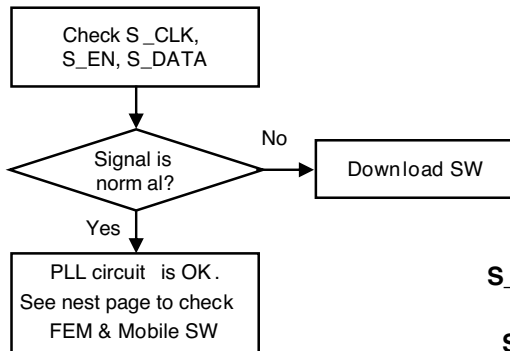 Check S_CLK,
S_EN, S_DATA
Signal is
norm al?
No
Download SW
Yes
PLL circuit is OK.
See nest page to check
FEM & Mobile SW
S_
S